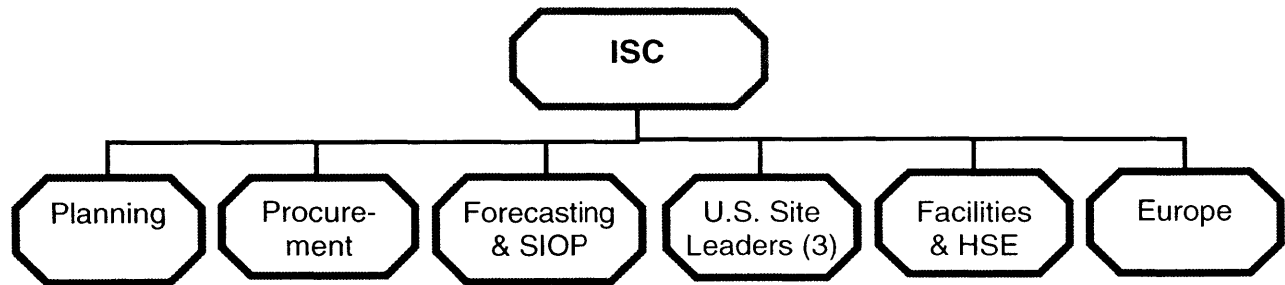 ISC
Planning
Procure-
ment
Forecasting
& SIOP
U.S. Site
Leaders (3)
Facilities
& HSE
Europe